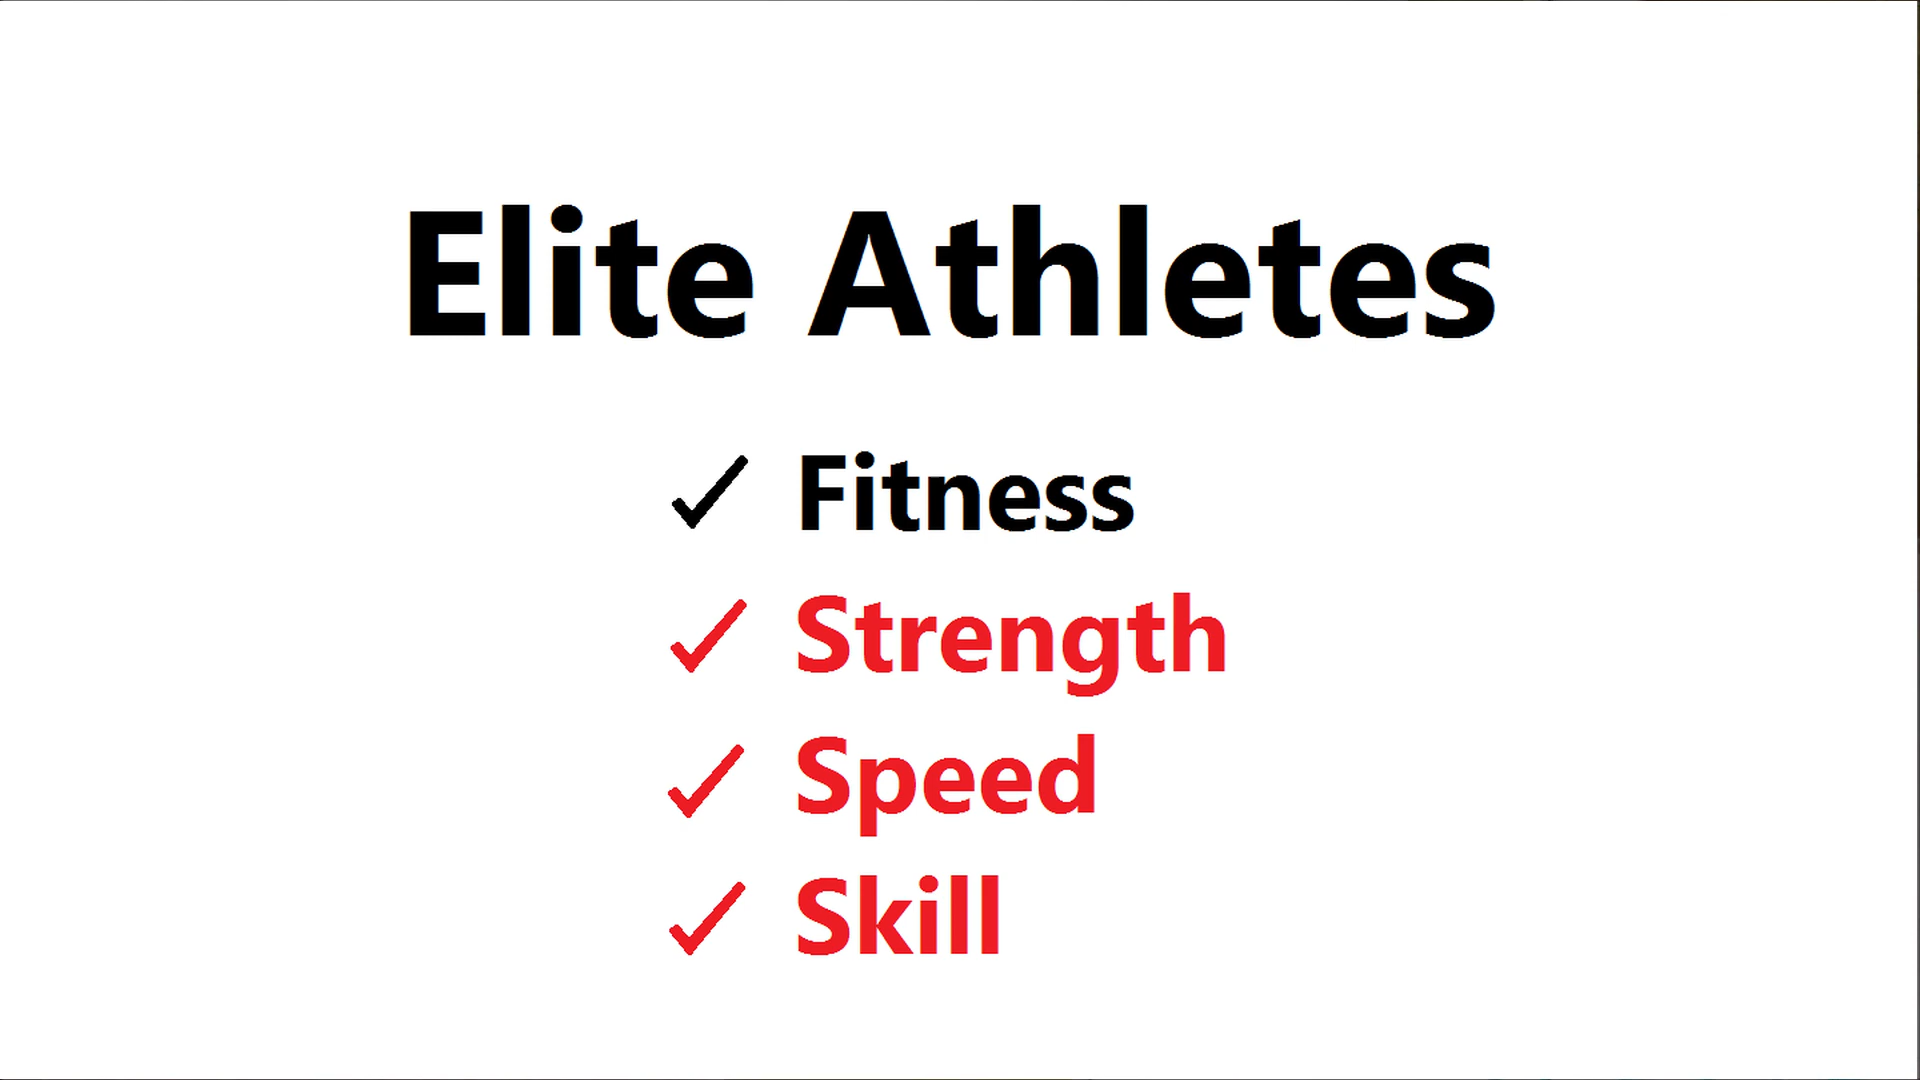 Elite Athletes
✓ Fitness
✓ Strength
✓ Speed
✓ Skill